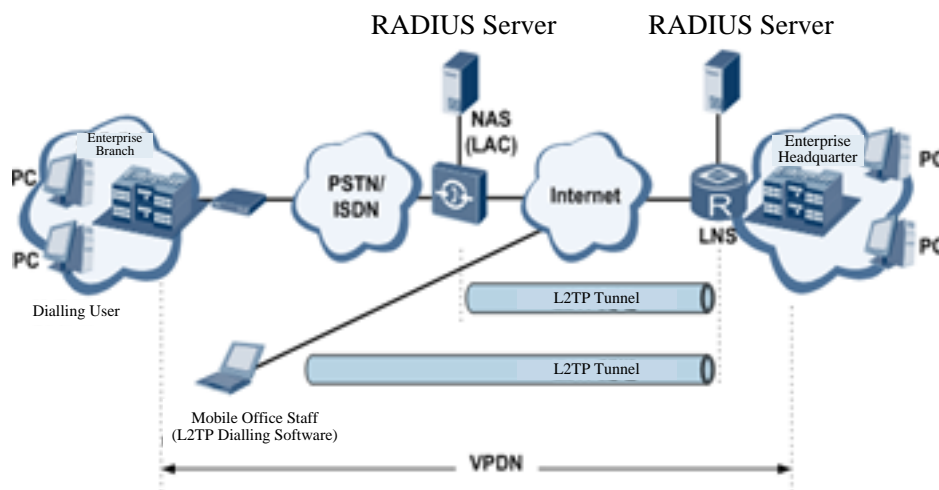 RADIUS Server
RADIUS Server
NAS
(LAC)
Enterprise
Branch
Enterprise
Headquarter
PC
PC
PSTN/
ISDN
Internet
R
LNS
PC
PC
Dialling User
L2TP Tunnel
L2TP Tunnel
Mobile Office Staff
(L2TP Dialling Software)
VPDN